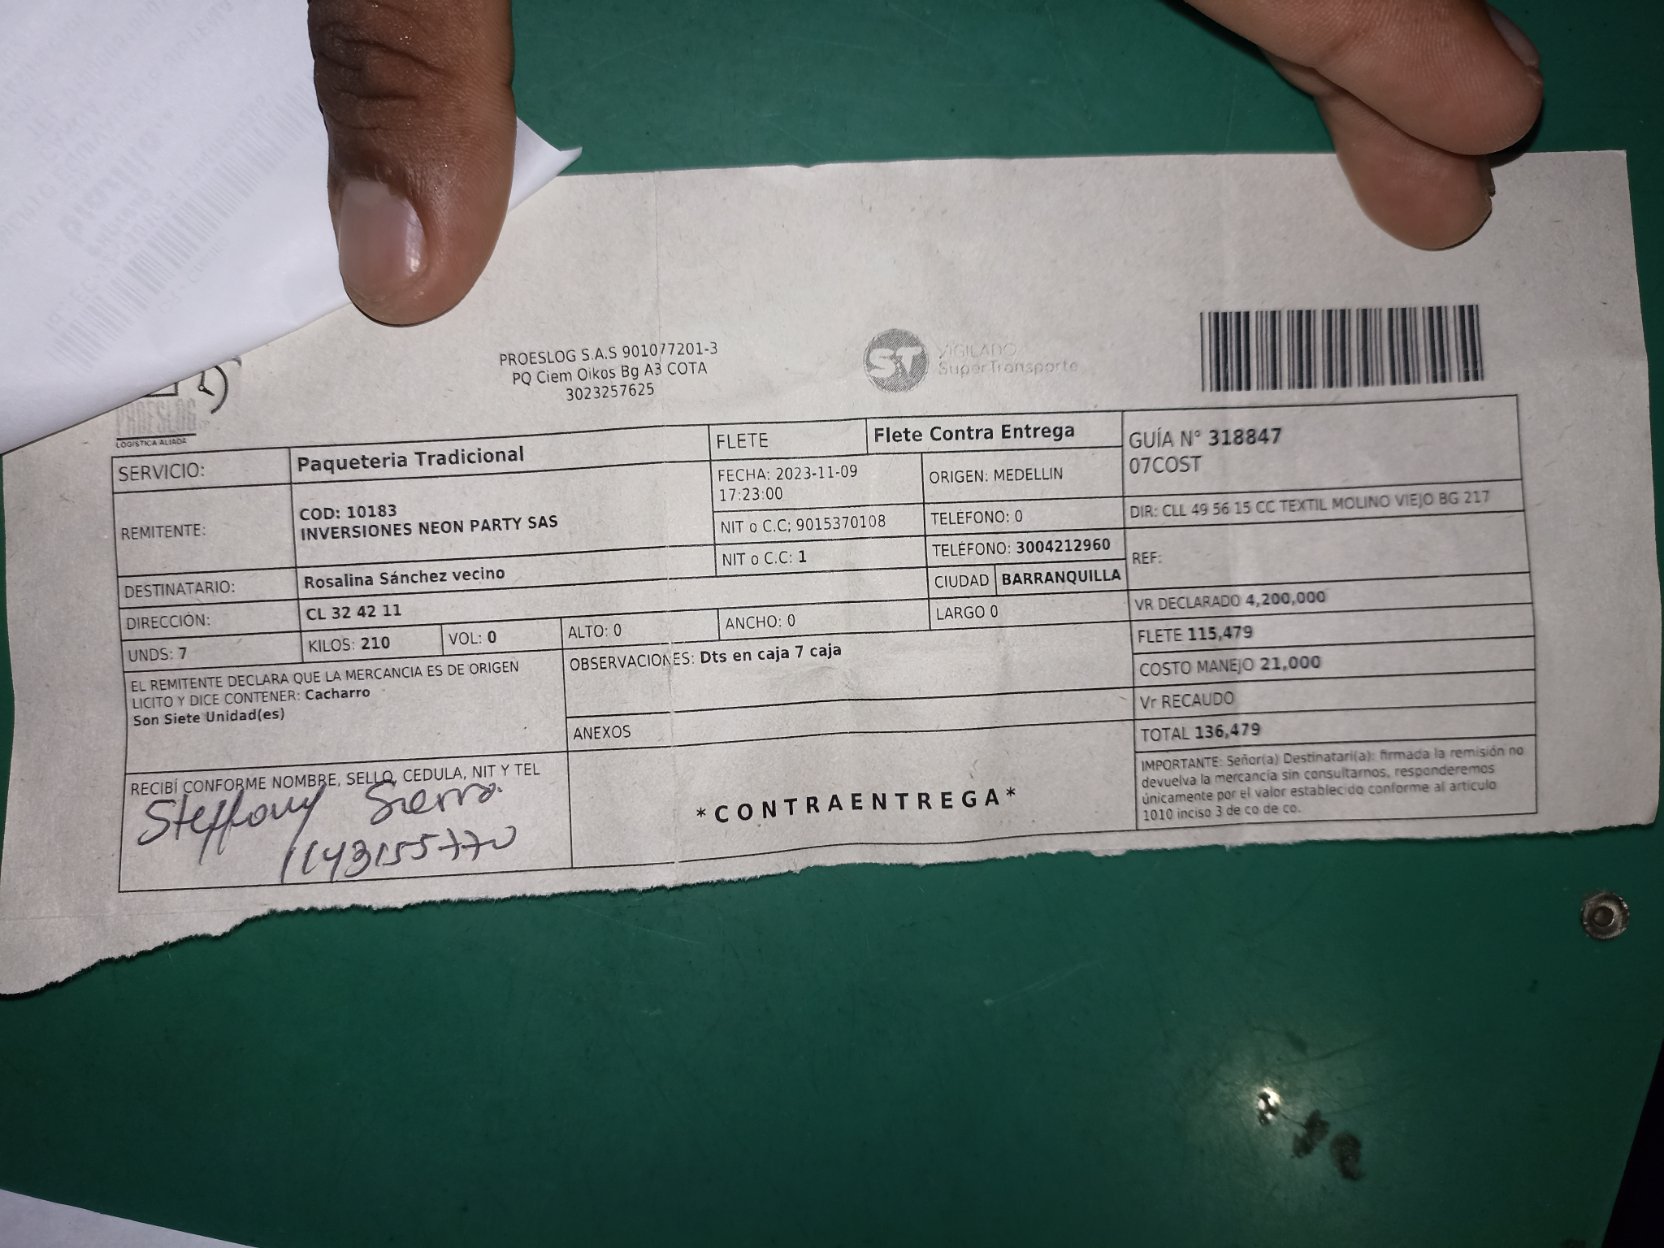 PROESLOG S.A.S 901077201-3
PQ Ciem Oikos Bg A3 COTA
3023257625
ST VIGILADO
SuperTransporte
PROESLOG
LOGISTICA ALIADA
SERVICIO: Paqueteria Tradicional FLETE Flete Contra Entrega
GUÍA N° 318847
07COST
REMITENTE: COD: 10183
INVERSIONES NEON PARTY SAS
FECHA: 2023-11-09
17:23:00
ORIGEN: MEDELLIN
NIT o C.C; 9015370108 TELÉFONO: 0
DIR: CLL 49 56 15 CC TEXTIL MOLINO VIEJO BG 217
DESTINATARIO: Rosalina Sánchez vecino NIT o C.C: 1 TELÉFONO: 3004212960
REF:
DIRECCIÓN: CL 32 42 11 CIUDAD BARRANQUILLA
VR DECLARADO 4,200,000
UNDS: 7 KILOS: 210 VOL: 0 ALTO: 0 ANCHO: 0 LARGO 0
FLETE 115,479
EL REMITENTE DECLARA QUE LA MERCANCIA ES DE ORIGEN
LICITO Y DICE CONTENER: Cacharro
Son Siete Unidad(es)
OBSERVACIONES: Dts en caja 7 caja
COSTO MANEJO 21,000
Vr RECAUDO
ANEXOS
TOTAL 136,479
RECIBÍ CONFORME NOMBRE, SELLO, CEDULA, NIT Y TEL
Steffany Sierra
1143155770
*CONTRAENTREGA*
IMPORTANTE: Señor(a) Destinatari(a): firmada la remisión no
devuelva la mercancía sin consultarnos, responderemos
únicamente por el valor establecido conforme al artículo
1010 inciso 3 de co de co.